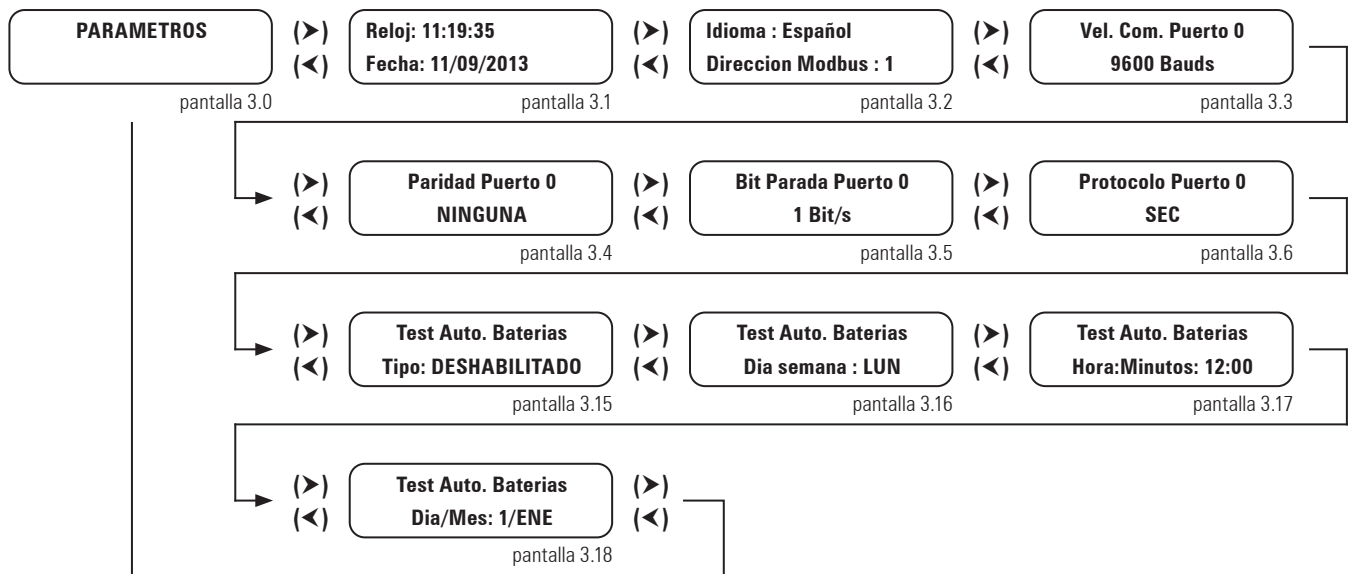 PARAMETROS
(➤)
(➤)
(➤)
Reloj: 11:19:35
Idioma : Español
Vel. Com. Puerto 0
(⮜)
(⮜)
(⮜)
Fecha: 11/09/2013
Direccion Modbus : 1
9600 Bauds
pantalla 3.0
pantalla 3.1
pantalla 3.2
pantalla 3.3
(➤)
Paridad Puerto 0
(➤)
Bit Parada Puerto 0
(➤)
Protocolo Puerto 0
(⮜)
NINGUNA
(⮜)
1 Bit/s
(⮜)
SEC
pantalla 3.4
pantalla 3.5
pantalla 3.6
(➤)
Test Auto. Baterias
(➤)
Test Auto. Baterias
(➤)
Test Auto. Baterias
(⮜)
Tipo: DESHABILITADO
(⮜)
Dia semana : LUN
(⮜)
Hora:Minutos: 12:00
pantalla 3.15
pantalla 3.16
pantalla 3.17
(➤)
Test Auto. Baterias
(➤)
(⮜)
Dia/Mes: 1/ENE
(⮜)
pantalla 3.18